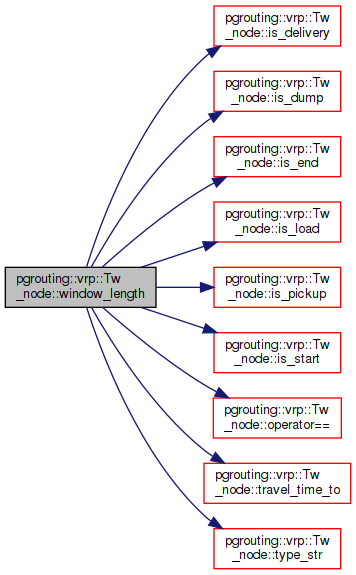 pgrouting::vrp::Tw
_node::is_delivery
pgrouting::vrp::Tw
_node::is_dump
pgrouting::vrp::Tw
_node::is_end
pgrouting::vrp::Tw
_node::is_load
pgrouting::vrp::Tw
_node::window_length
pgrouting::vrp::Tw
_node::is_pickup
pgrouting::vrp::Tw
_node::is_start
pgrouting::vrp::Tw
_node::operator==
pgrouting::vrp::Tw
_node::travel_time_to
pgrouting::vrp::Tw
_node::type_str